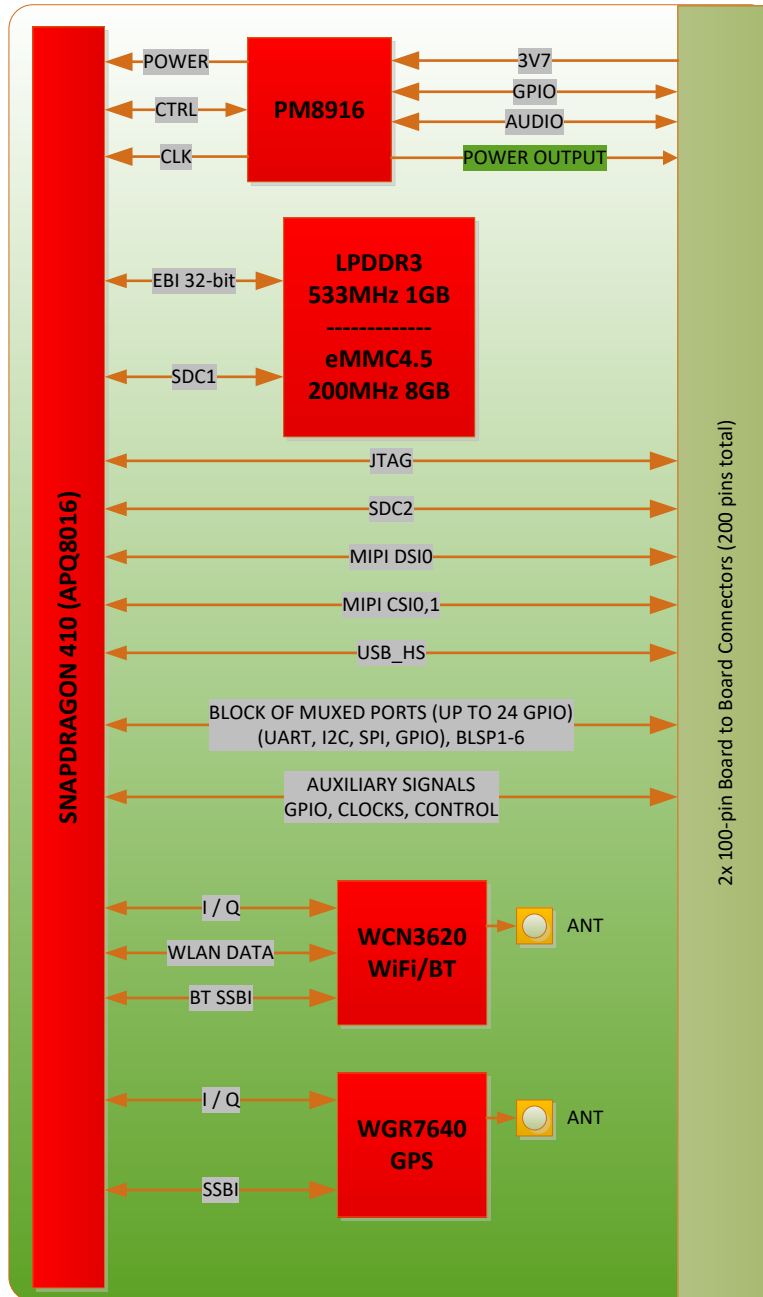 POWER
CTRL
CLK
PM8916
3V7
GPIO
AUDIO
POWER OUTPUT
EBI 32-bit
SDC1
LPDDR3
533MHz 1GB
-------------
eMMC4.5
200MHz 8GB
JTAG
SDC2
MIPI DSI0
MIPI CSI0,1
USB_HS
BLOCK OF MUXED PORTS (UP TO 24 GPIO)
(UART, I2C, SPI, GPIO), BLSP1-6
AUXILIARY SIGNALS
GPIO, CLOCKS, CONTROL
SNAPDRAGON 410 (APQ8016)
2x 100-pin Board to Board Connectors (200 pins total)
I / Q
WLAN DATA
BT SSBI
WCN3620
WiFi/BT
ANT
I / Q
SSBI
WGR7640
GPS
ANT